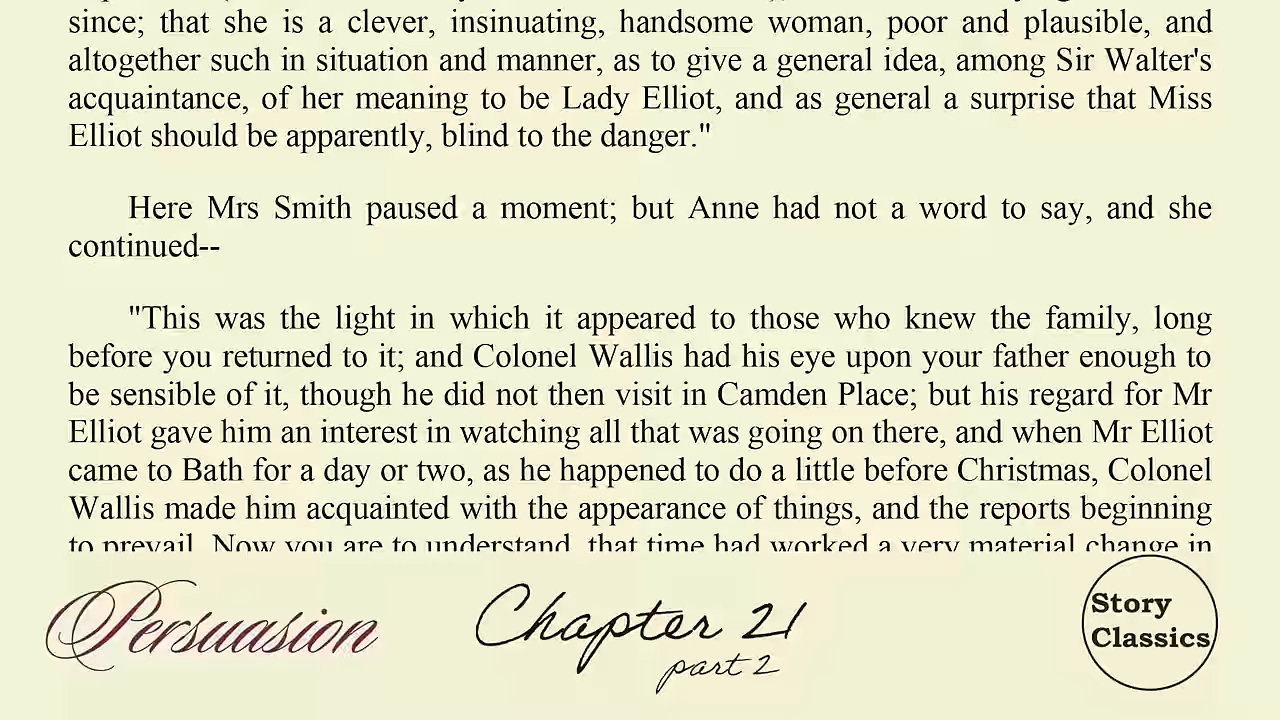 since; that she is a clever, insinuating, handsome woman, poor and plausible, and
altogether such in situation and manner, as to give a general idea, among Sir Walter's
acquaintance, of her meaning to be Lady Elliot, and as general a surprise that Miss
Elliot should be apparently, blind to the danger."
Here Mrs Smith paused a moment; but Anne had not a word to say, and she
continued--
"This was the light in which it appeared to those who knew the family, long
before you returned to it; and Colonel Wallis had his eye upon your father enough to
be sensible of it, though he did not then visit in Camden Place; but his regard for Mr
Elliot gave him an interest in watching all that was going on there, and when Mr Elliot
came to Bath for a day or two, as he happened to do a little before Christmas, Colonel
Wallis made him acquainted with the appearance of things, and the reports beginning
to prevail. Now you are to understand, that time had worked a very material change in
Persuasion
Chapter 21
part 2
Story
Classics